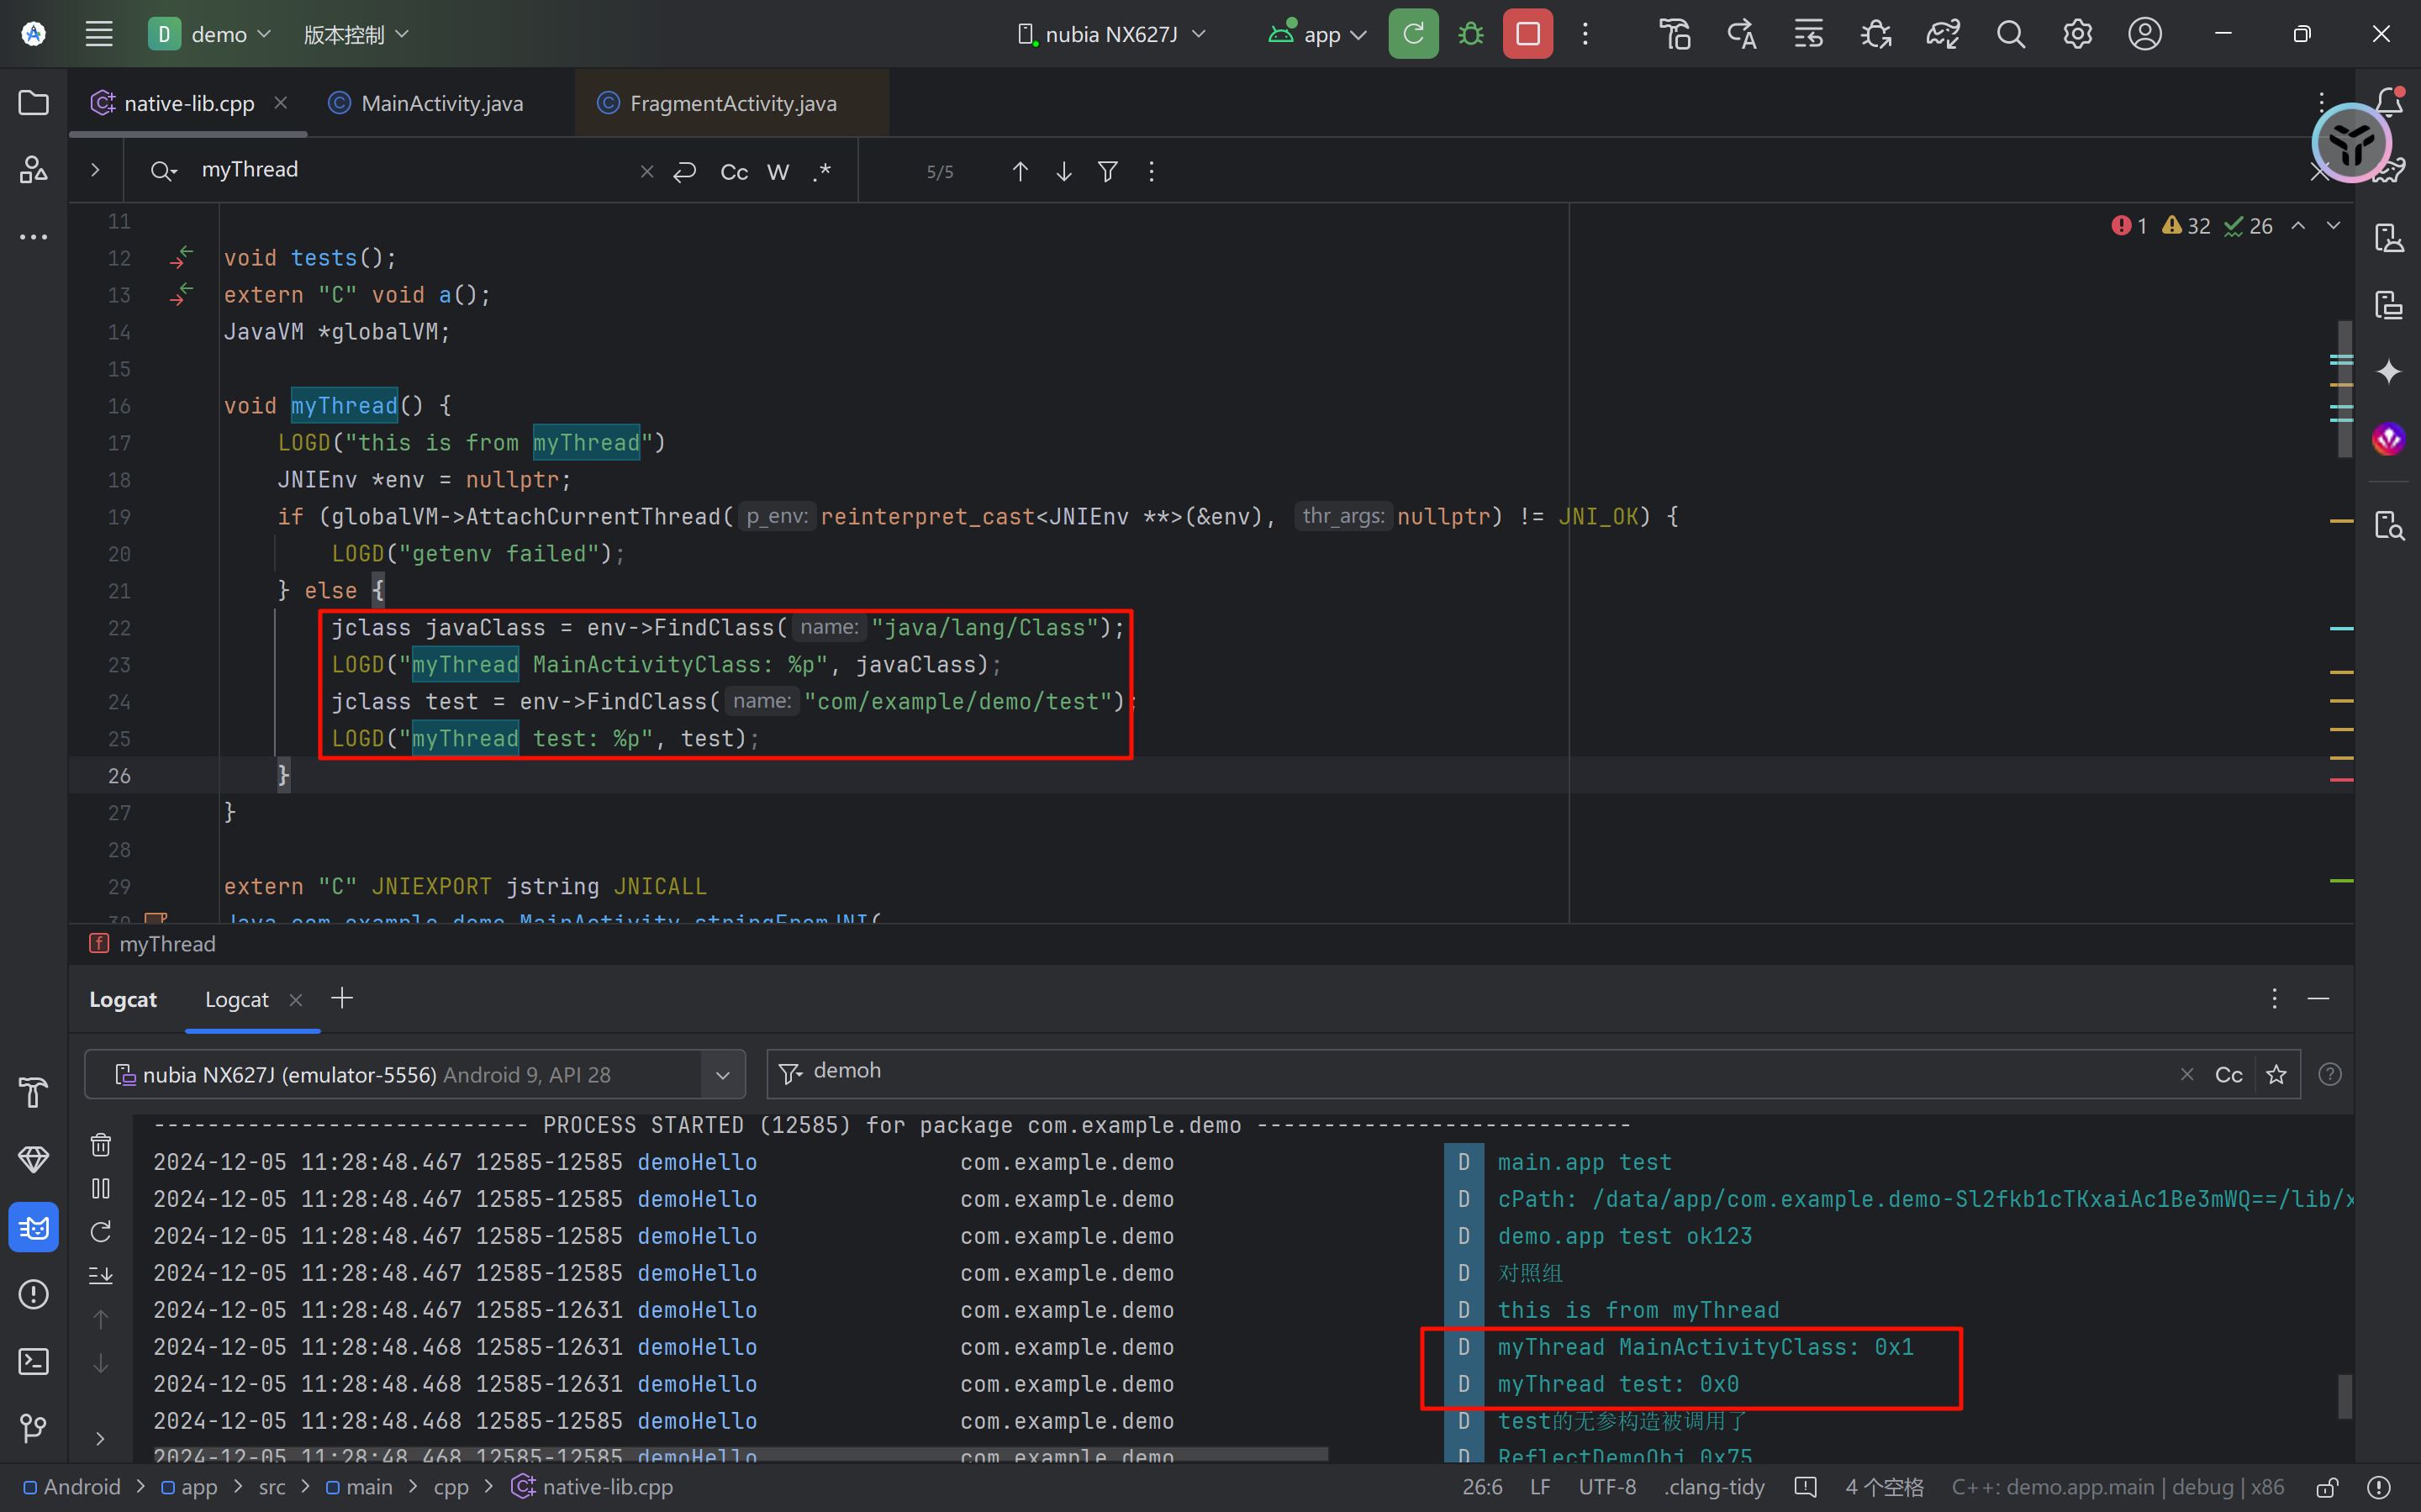 D demo 版本控制 nubia NX627J app
native-lib.cpp MainActivity.java FragmentActivity.java
myThread Cc W .* 5/5
1 32 26
11
12 void tests();
13 extern "C" void a();
14 JavaVM *globalVM;
15
16 void myThread() {
17 LOGD("this is from myThread")
18 JNIEnv *env = nullptr;
19 if (globalVM->AttachCurrentThread( p_env: reinterpret_cast<JNIEnv **>(&env), thr_args: nullptr) != JNI_OK) {
20 LOGD("getenv failed");
21 } else {
22 jclass javaClass = env->FindClass( name: "java/lang/Class");
23 LOGD("myThread MainActivityClass: %p", javaClass);
24 jclass test = env->FindClass( name: "com/example/demo/test");
25 LOGD("myThread test: %p", test);
26 }
27 }
28
29 extern "C" JNIEXPORT jstring JNICALL
30 Java_com_example_demo_MainActivity_stringFromJNI(
myThread
Logcat Logcat
nubia NX627J (emulator-5556) Android 9, API 28 demoh Cc
---------------------------- PROCESS STARTED (12585) for package com.example.demo ----------------------------
2024-12-05 11:28:48.467 12585-12585 demoHello com.example.demo D main.app test
2024-12-05 11:28:48.467 12585-12585 demoHello com.example.demo D cPath: /data/app/com.example.demo-Sl2fkb1cTKxaiAc1Be3mWQ==/lib/x
2024-12-05 11:28:48.467 12585-12585 demoHello com.example.demo D demo.app test ok123
2024-12-05 11:28:48.467 12585-12585 demoHello com.example.demo D 对照组
2024-12-05 11:28:48.467 12585-12631 demoHello com.example.demo D this is from myThread
2024-12-05 11:28:48.468 12585-12631 demoHello com.example.demo D myThread MainActivityClass: 0x1
2024-12-05 11:28:48.468 12585-12631 demoHello com.example.demo D myThread test: 0x0
2024-12-05 11:28:48.468 12585-12585 demoHello com.example.demo D test的无参构造被调用了
2024-12-05 11:28:48.468 12585-12585 demoHello com.example.demo D ReflectDemoObj 0x75
Android > app > src > main > cpp > native-lib.cpp 26:6 LF UTF-8 .clang-tidy 4 个空格 C++: demo.app.main | debug | x86